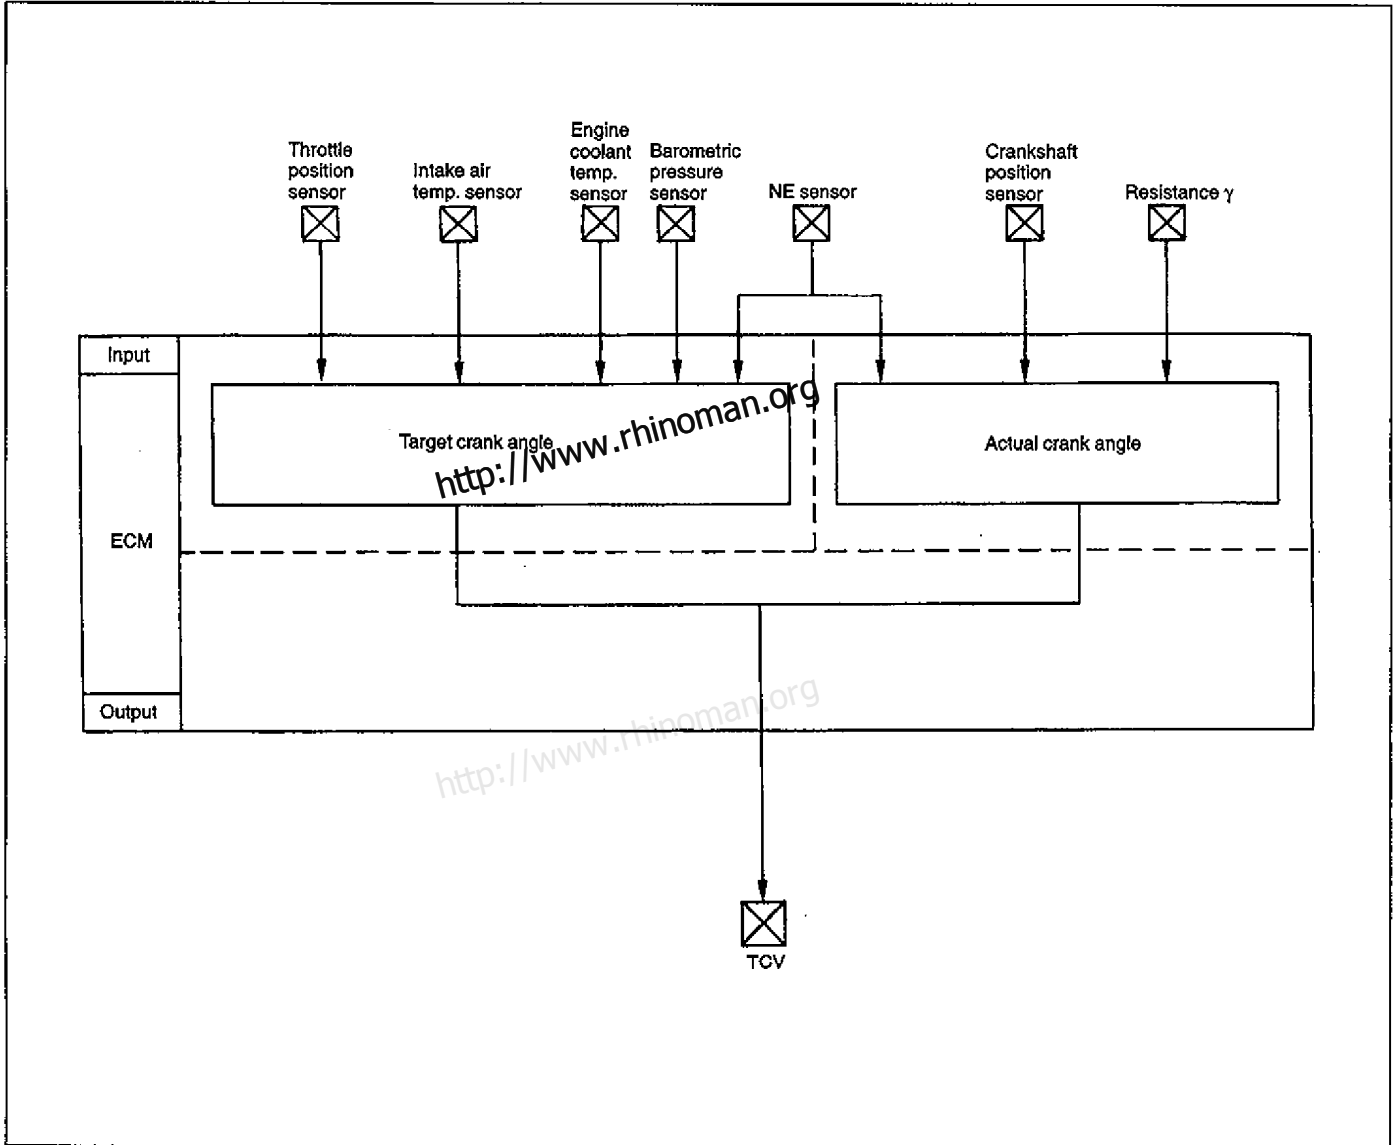 Throttle
position
sensor
Intake air
temp. sensor
Engine
coolant
temp.
sensor
Barometric
pressure
sensor
NE sensor
Crankshaft
position
sensor
Resistance γ
Input
Target crank angle
http://www.rhinoman.org
Actual crank angle
ECM
Output
http://www.rhinoman.org
TCV